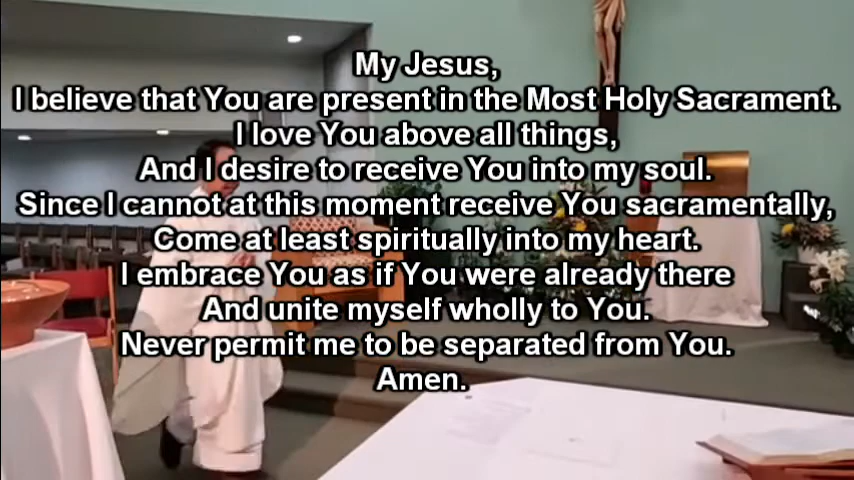 My Jesus,
I believe that You are present in the Most Holy Sacrament.
I love You above all things,
And I desire to receive You into my soul.
Since I cannot at this moment receive You sacramentally,
Come at least spiritually into my heart.
I embrace You as if You were already there
And unite myself wholly to You.
Never permit me to be separated from You.
Amen.